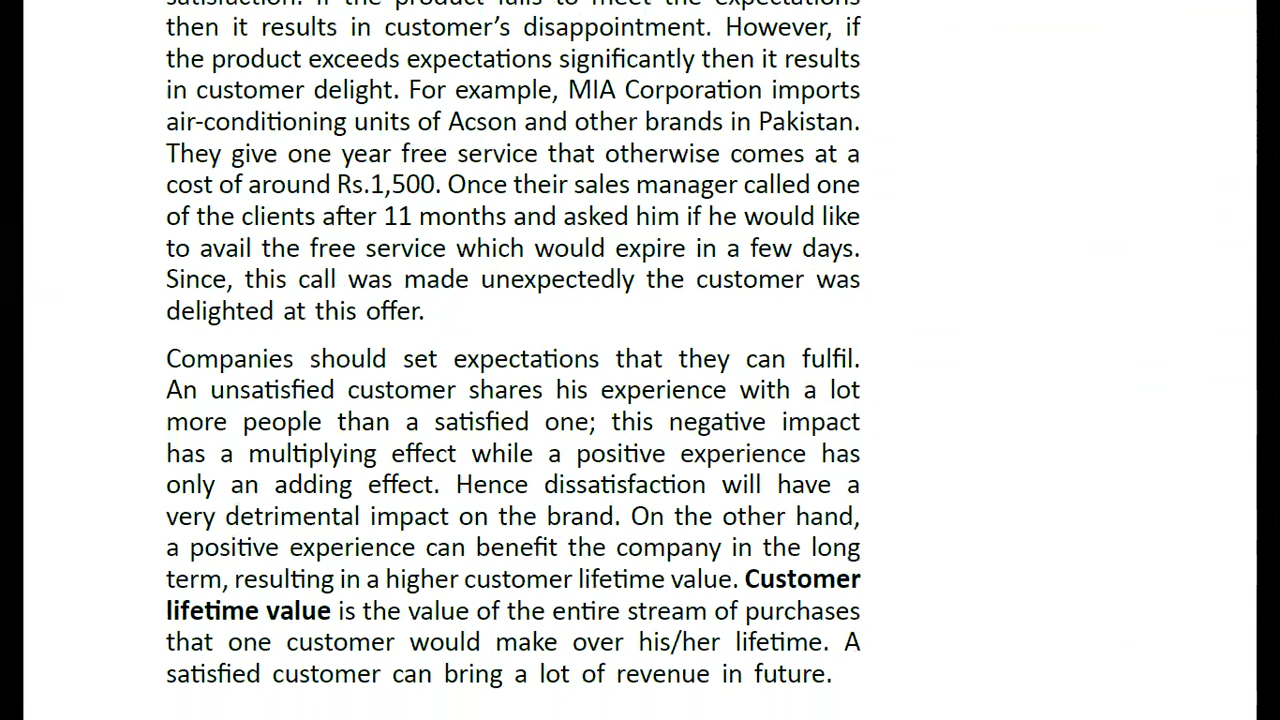 satisfaction. If the product fails to meet the expectations
then it results in customer’s disappointment. However, if
the product exceeds expectations significantly then it results
in customer delight. For example, MIA Corporation imports
air-conditioning units of Acson and other brands in Pakistan.
They give one year free service that otherwise comes at a
cost of around Rs.1,500. Once their sales manager called one
of the clients after 11 months and asked him if he would like
to avail the free service which would expire in a few days.
Since, this call was made unexpectedly the customer was
delighted at this offer.
Companies should set expectations that they can fulfil.
An unsatisfied customer shares his experience with a lot
more people than a satisfied one; this negative impact
has a multiplying effect while a positive experience has
only an adding effect. Hence dissatisfaction will have a
very detrimental impact on the brand. On the other hand,
a positive experience can benefit the company in the long
term, resulting in a higher customer lifetime value. Customer
lifetime value is the value of the entire stream of purchases
that one customer would make over his/her lifetime. A
satisfied customer can bring a lot of revenue in future.